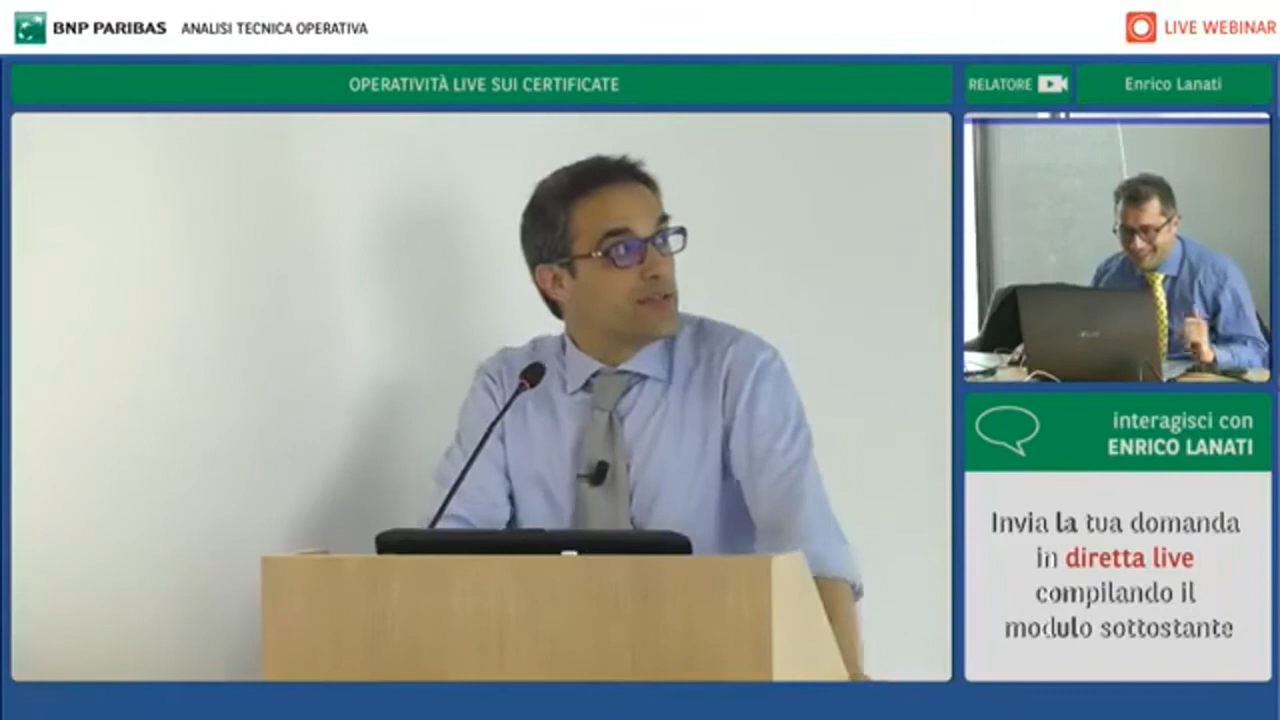 BNP PARIBAS ANALISI TECNICA OPERATIVA
LIVE WEBINAR
OPERATIVITÀ LIVE SUI CERTIFICATE
RELATORE
Enrico Lanati
interagisci con
ENRICO LANATI
Invia la tua domanda
in diretta live
compilando il
modulo sottostante